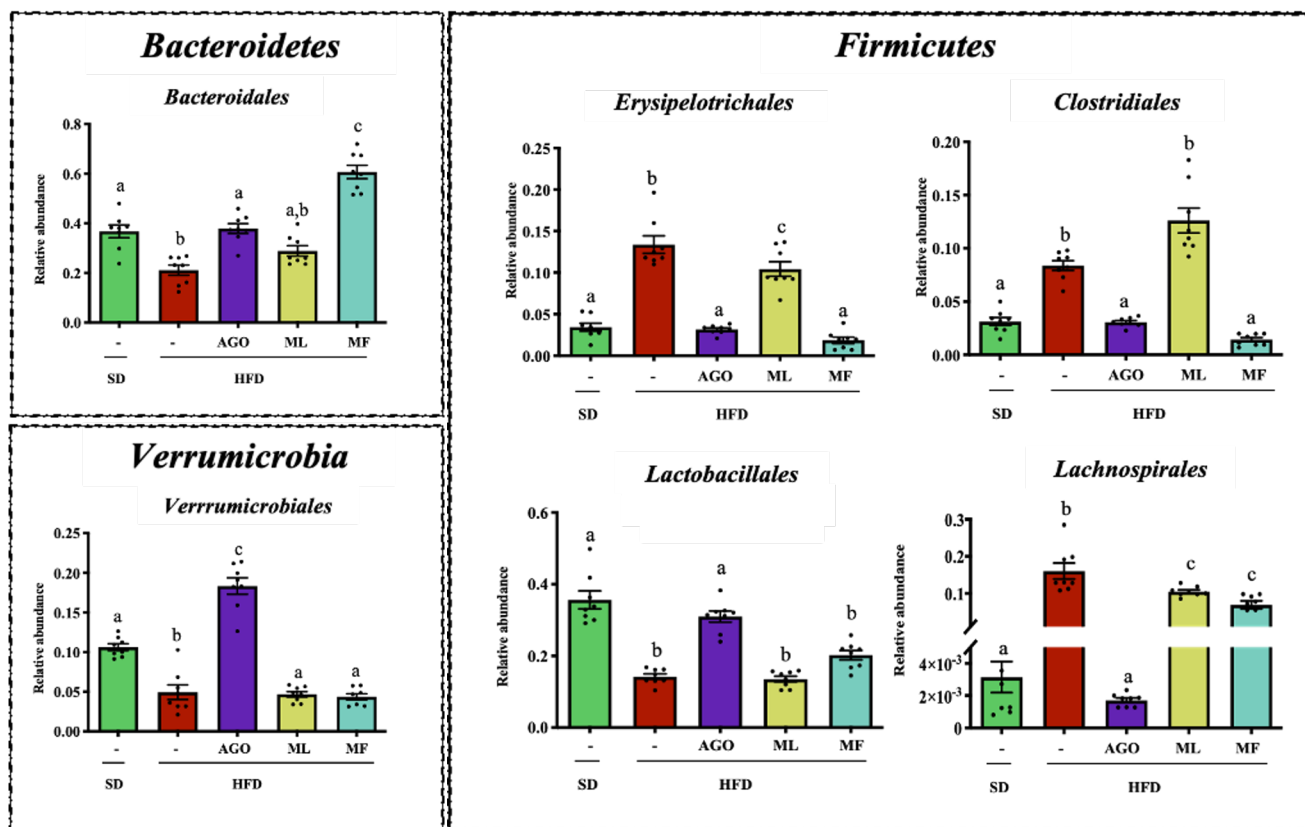 Bacteroidetes
Bacteroidales
Relative abundance
0.8
0.6
0.4
0.2
0.0
a
b
a
a,b
c
- - AGO ML MF
SD HFD
Verrumicrobia
Verrrumicrobiales
Relative abundance
0.25
0.20
0.15
0.10
0.05
0.00
a
b
c
a
a
- - AGO ML MF
SD HFD
Firmicutes
Erysipelotrichales
Relative abundance
0.25
0.20
0.15
0.10
0.05
0.00
a
b
a
c
a
- - AGO ML MF
SD HFD
Clostridiales
Relative abundance
0.20
0.15
0.10
0.05
0.00
a
b
a
b
a
- - AGO ML MF
SD HFD
Lactobacillales
Relative abundance
0.6
0.4
0.2
0.0
a
b
a
b
b
- - AGO ML MF
SD HFD
Lachnospirales
Relative abundance
0.3
0.2
0.1
4×10⁻³
2×10⁻³
0
a
b
a
c
c
- - AGO ML MF
SD HFD